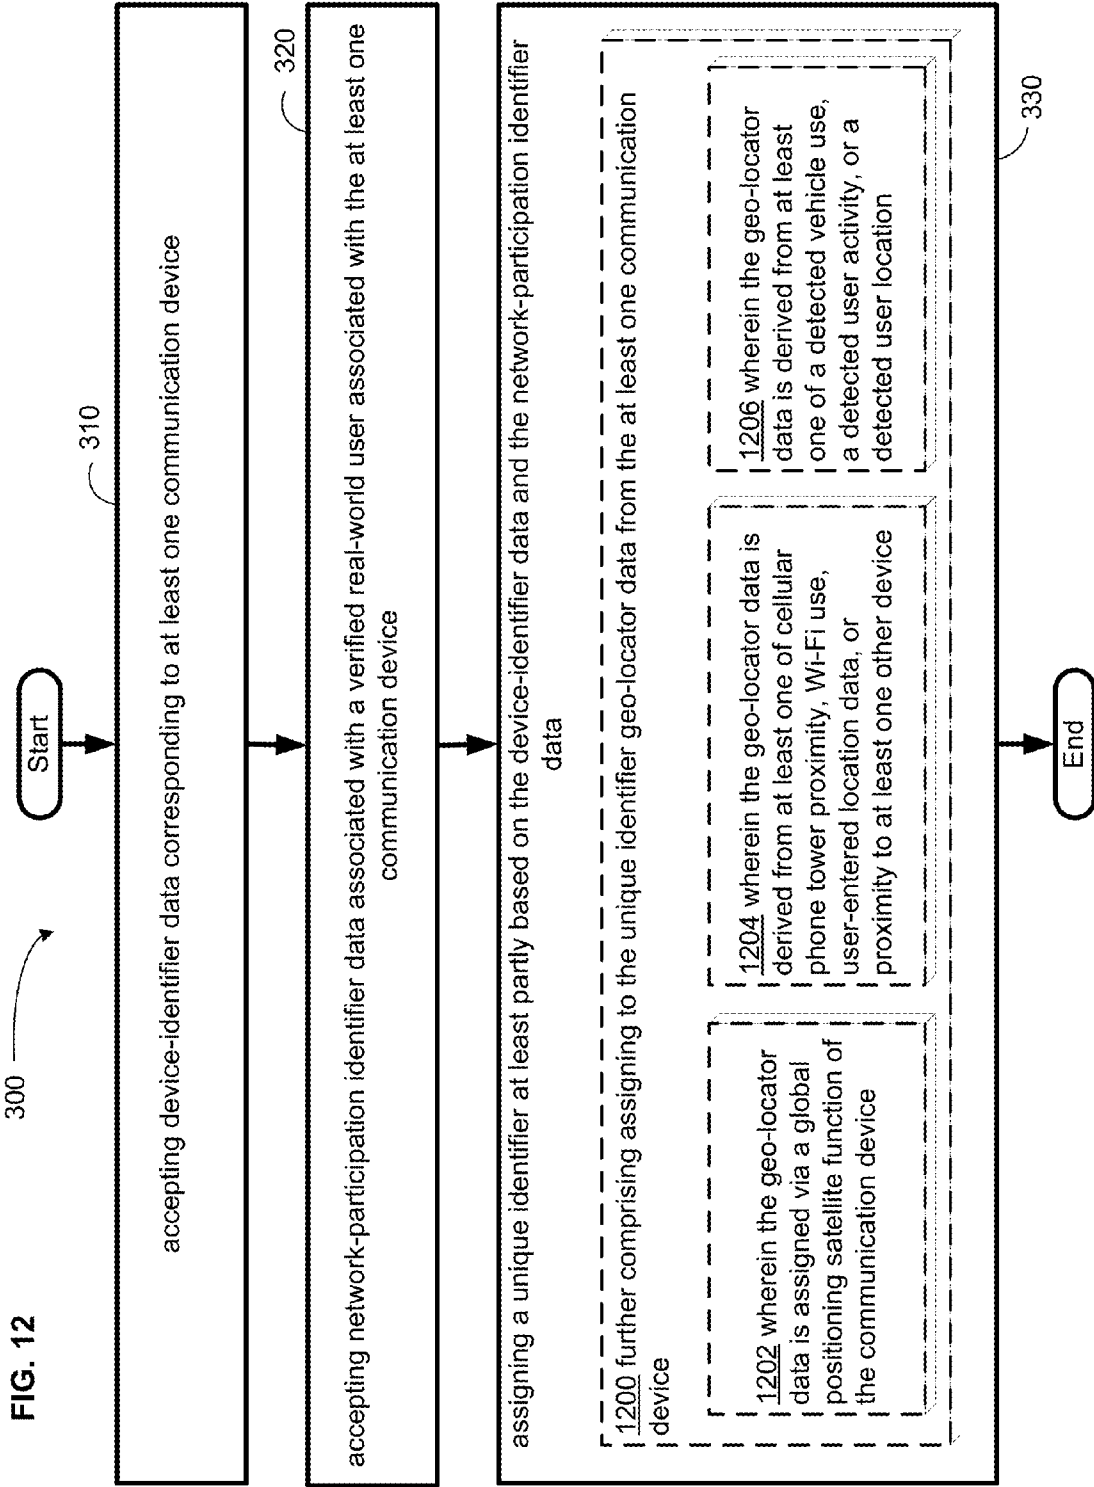 FIG. 12
300
Start
310
accepting device-identifier data corresponding to at least one communication device
320
accepting network-participation identifier data associated with a verified real-world user associated with the at least one
communication device
330
assigning a unique identifier at least partly based on the device-identifier data and the network-participation identifier
data
1200 further comprising assigning to the unique identifier geo-locator data from the at least one communication
device
1202 wherein the geo-locator
data is assigned via a global
positioning satellite function of
the communication device
1204 wherein the geo-locator data is
derived from at least one of cellular
phone tower proximity, Wi-Fi use,
user-entered location data, or
proximity to at least one other device
1206 wherein the geo-locator
data is derived from at least
one of a detected vehicle use,
a detected user activity, or a
detected user location
End